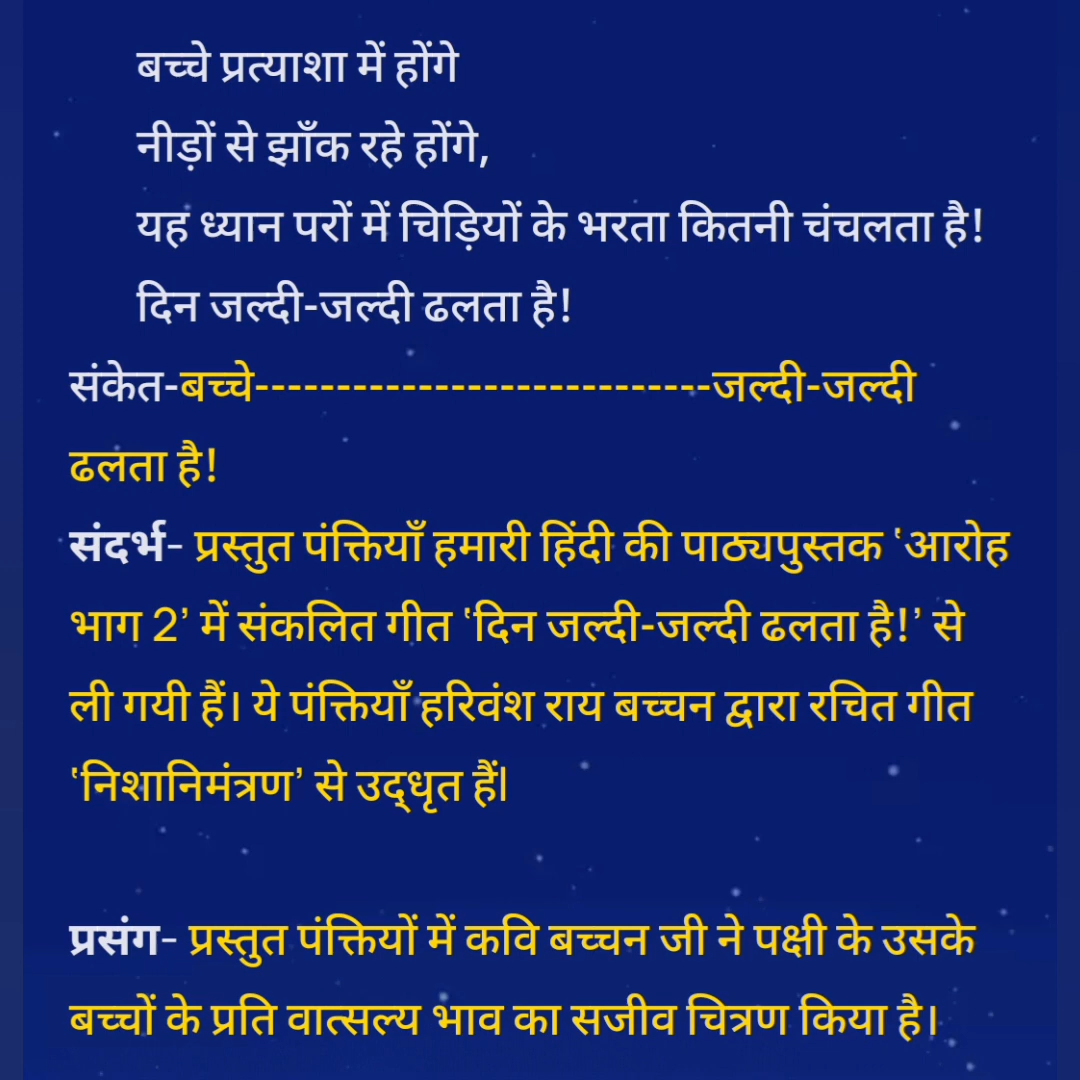 बच्चे प्रत्याशा में होंगे
नीड़ों से झाँक रहे होंगे,
यह ध्यान परों में चिड़ियों के भरता कितनी चंचलता है!
दिन जल्दी-जल्दी ढलता है!
संकेत-बच्चे----------------------------जल्दी-जल्दी
ढलता है!
संदर्भ- प्रस्तुत पंक्तियाँ हमारी हिंदी की पाठ्यपुस्तक ‘आरोह
भाग 2’ में संकलित गीत ‘दिन जल्दी-जल्दी ढलता है!’ से
ली गयी हैं। ये पंक्तियाँ हरिवंश राय बच्चन द्वारा रचित गीत
‘निशानिमंत्रण’ से उद्धृत हैंl
प्रसंग- प्रस्तुत पंक्तियों में कवि बच्चन जी ने पक्षी के उसके
बच्चों के प्रति वात्सल्य भाव का सजीव चित्रण किया है।